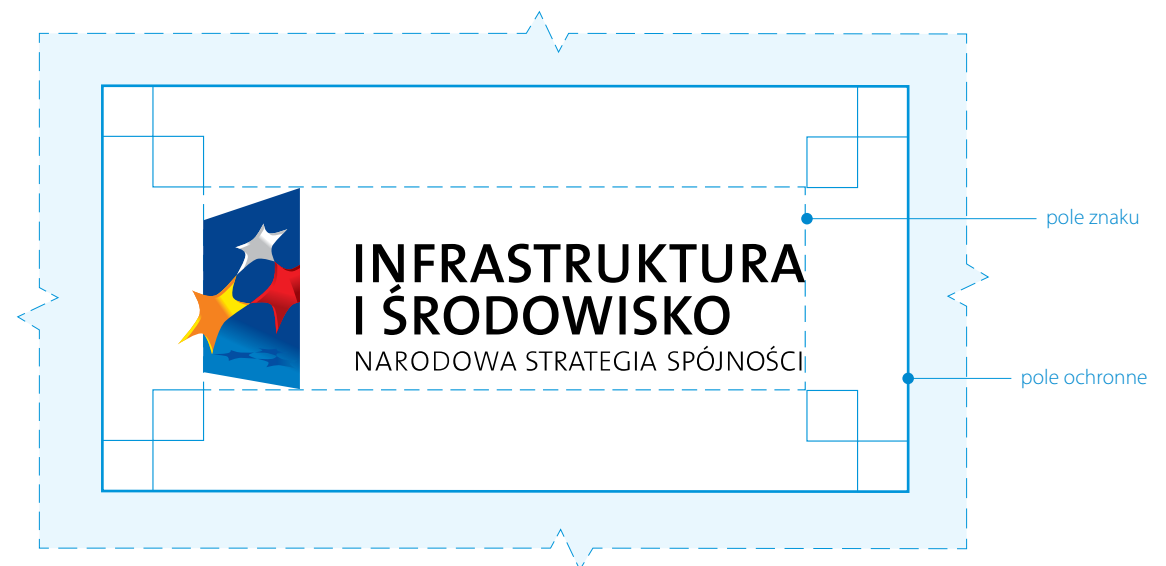 INFRASTRUKTURA
I ŚRODOWISKO
NARODOWA STRATEGIA SPÓJNOŚCI
pole znaku
pole ochronne